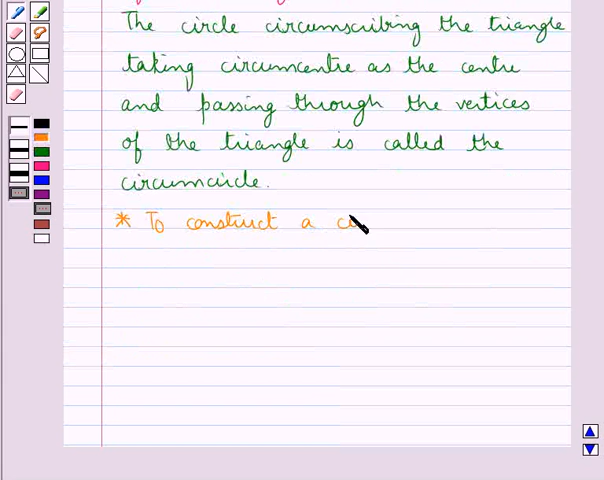 The circle circumscribing the triangle
taking circumcentre as the centre
and passing through the vertices
of the triangle is called the
circumcircle.
* To construct a